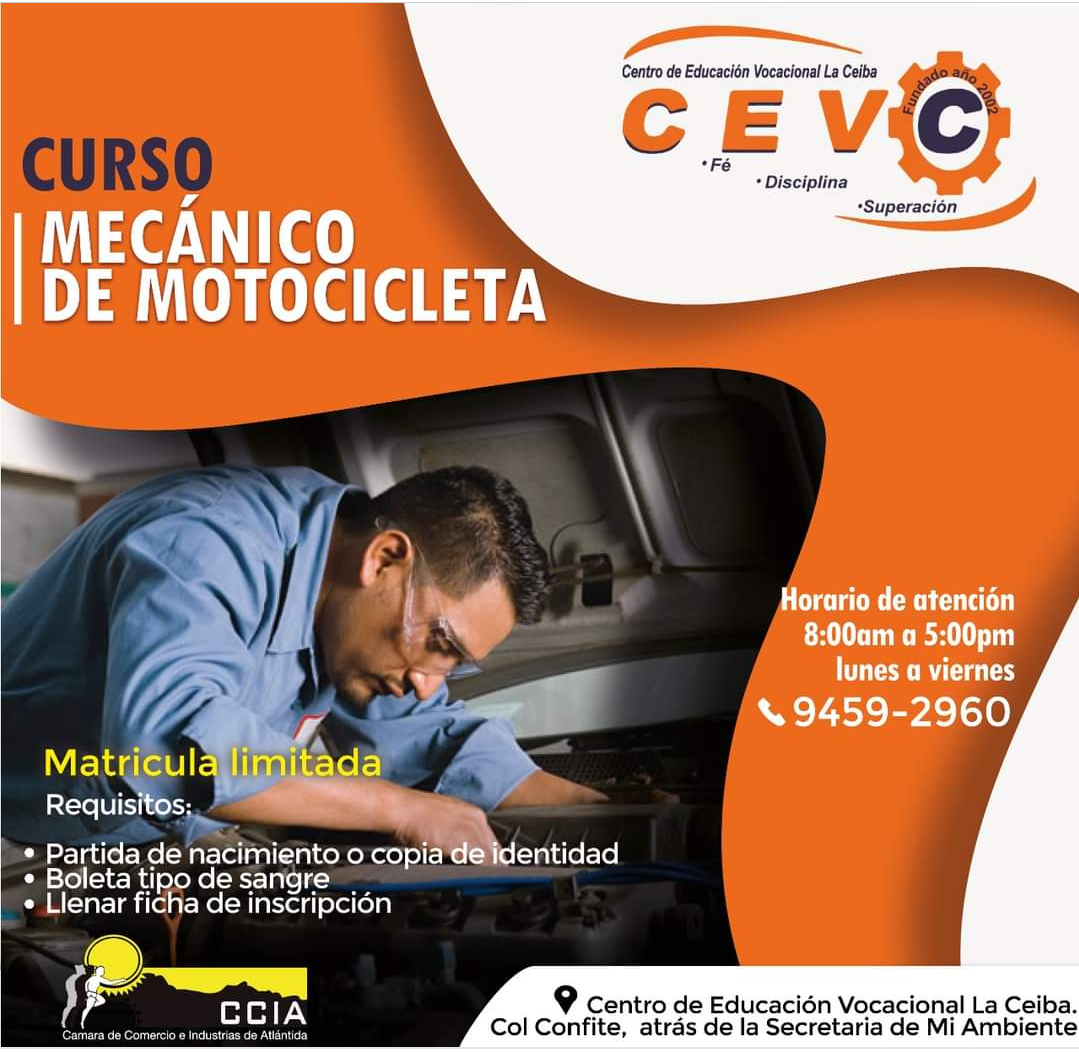 Centro de Educación Vocacional La Ceiba
CEVC
Fundado año 2002
• Fé
• Disciplina
•Superación
CURSO
MECÁNICO
DE MOTOCICLETA
Horario de atención
8:00am a 5:00pm
lunes a viernes
9459-2960
Matricula limitada
Requisitos:
• Partida de nacimiento o copia de identidad
• Boleta tipo de sangre
• Llenar ficha de inscripción
CCIA
Camara de Comercio e Industrias de Atlántida
Centro de Educación Vocacional La Ceiba.
Col Confite, atrás de la Secretaria de Mi Ambiente